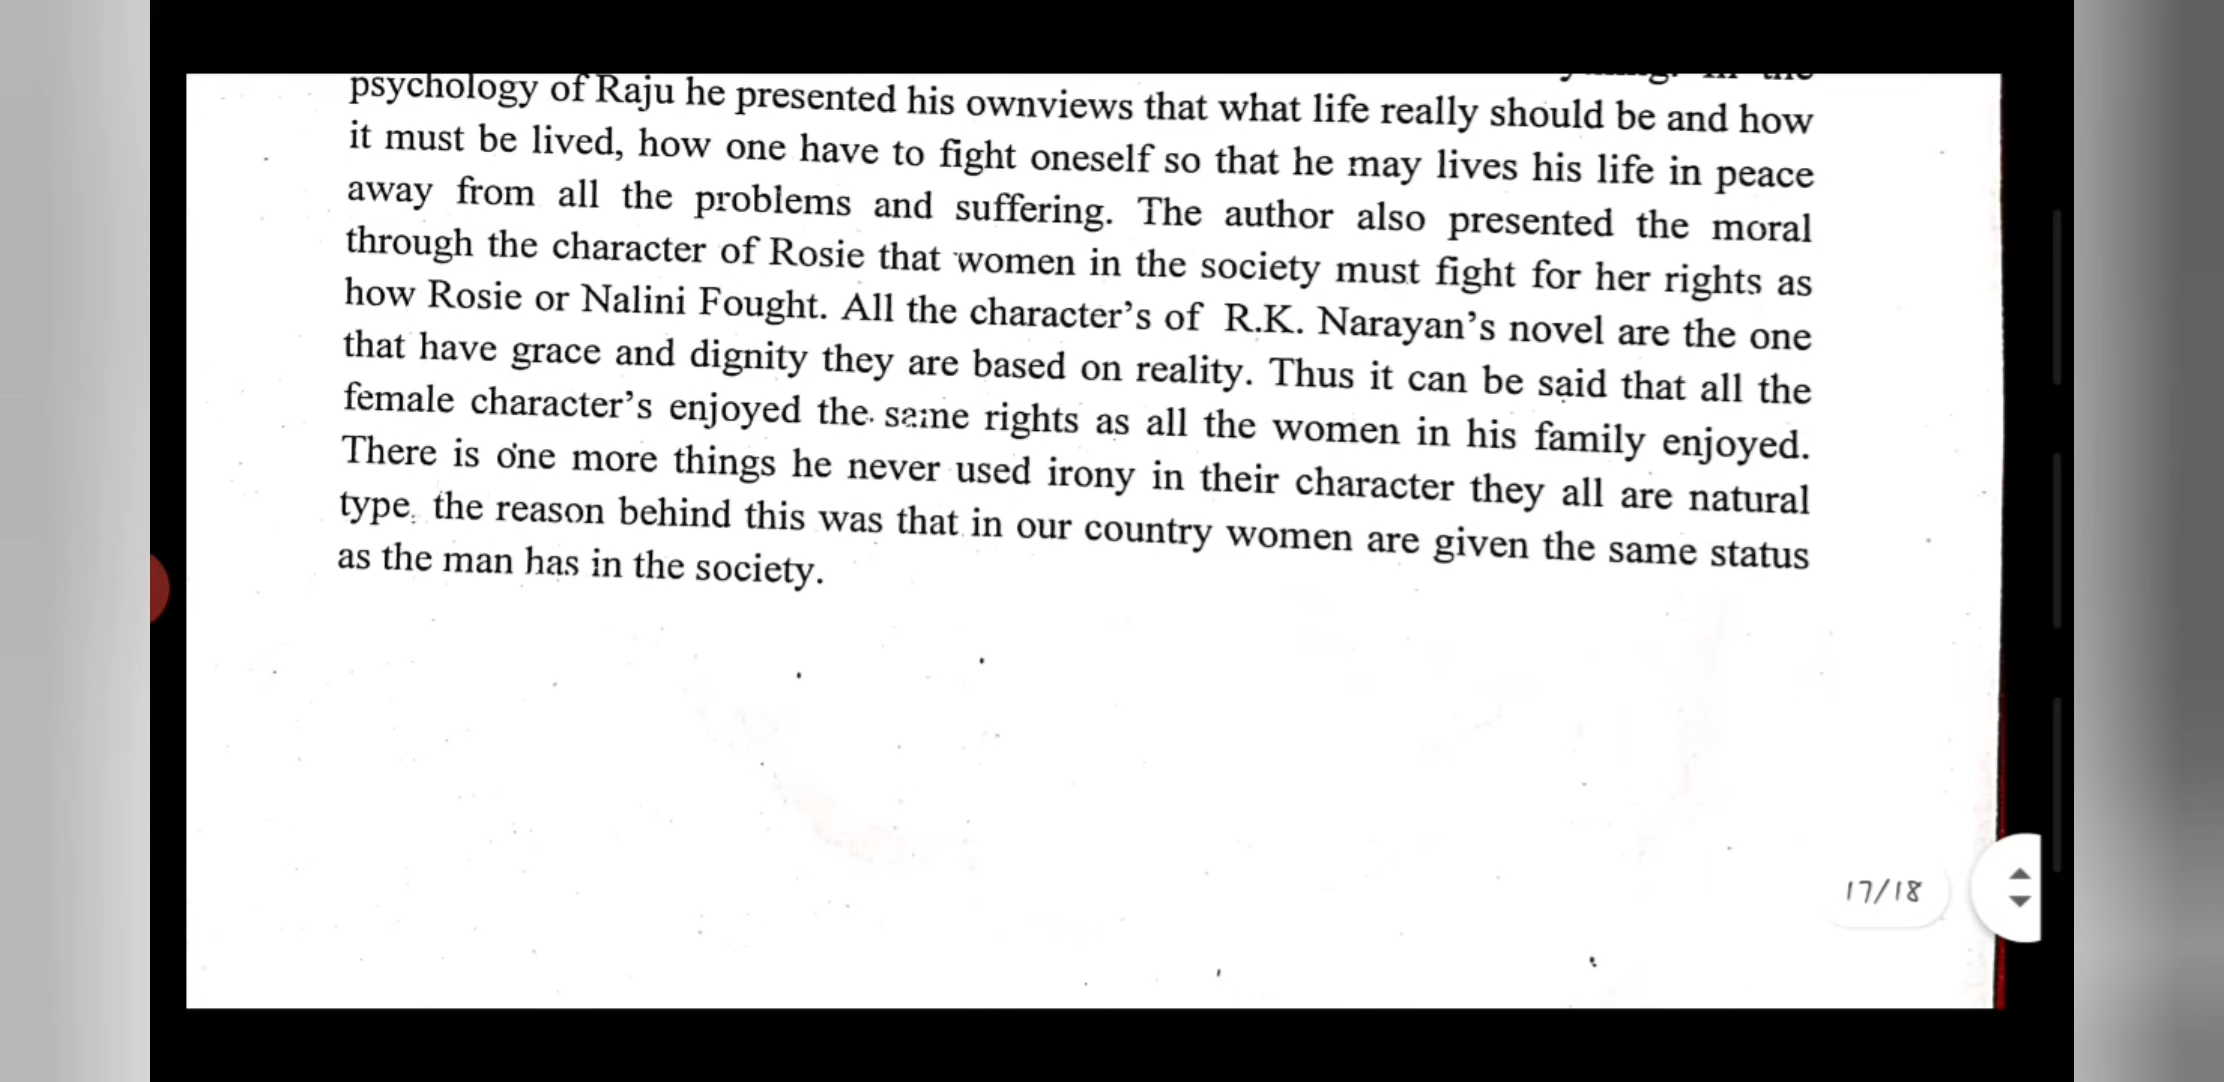 psychology of Raju he presented his ownviews that what life really should be and how
it must be lived, how one have to fight oneself so that he may lives his life in peace
away from all the problems and suffering. The author also presented the moral
through the character of Rosie that women in the society must fight for her rights as
how Rosie or Nalini Fought. All the character's of R.K. Narayan's novel are the one
that have grace and dignity they are based on reality. Thus it can be said that all the
female character's enjoyed the same rights as all the women in his family enjoyed.
There is one more things he never used irony in their character they all are natural
type, the reason behind this was that in our country women are given the same status
as the man has in the society.
17/18